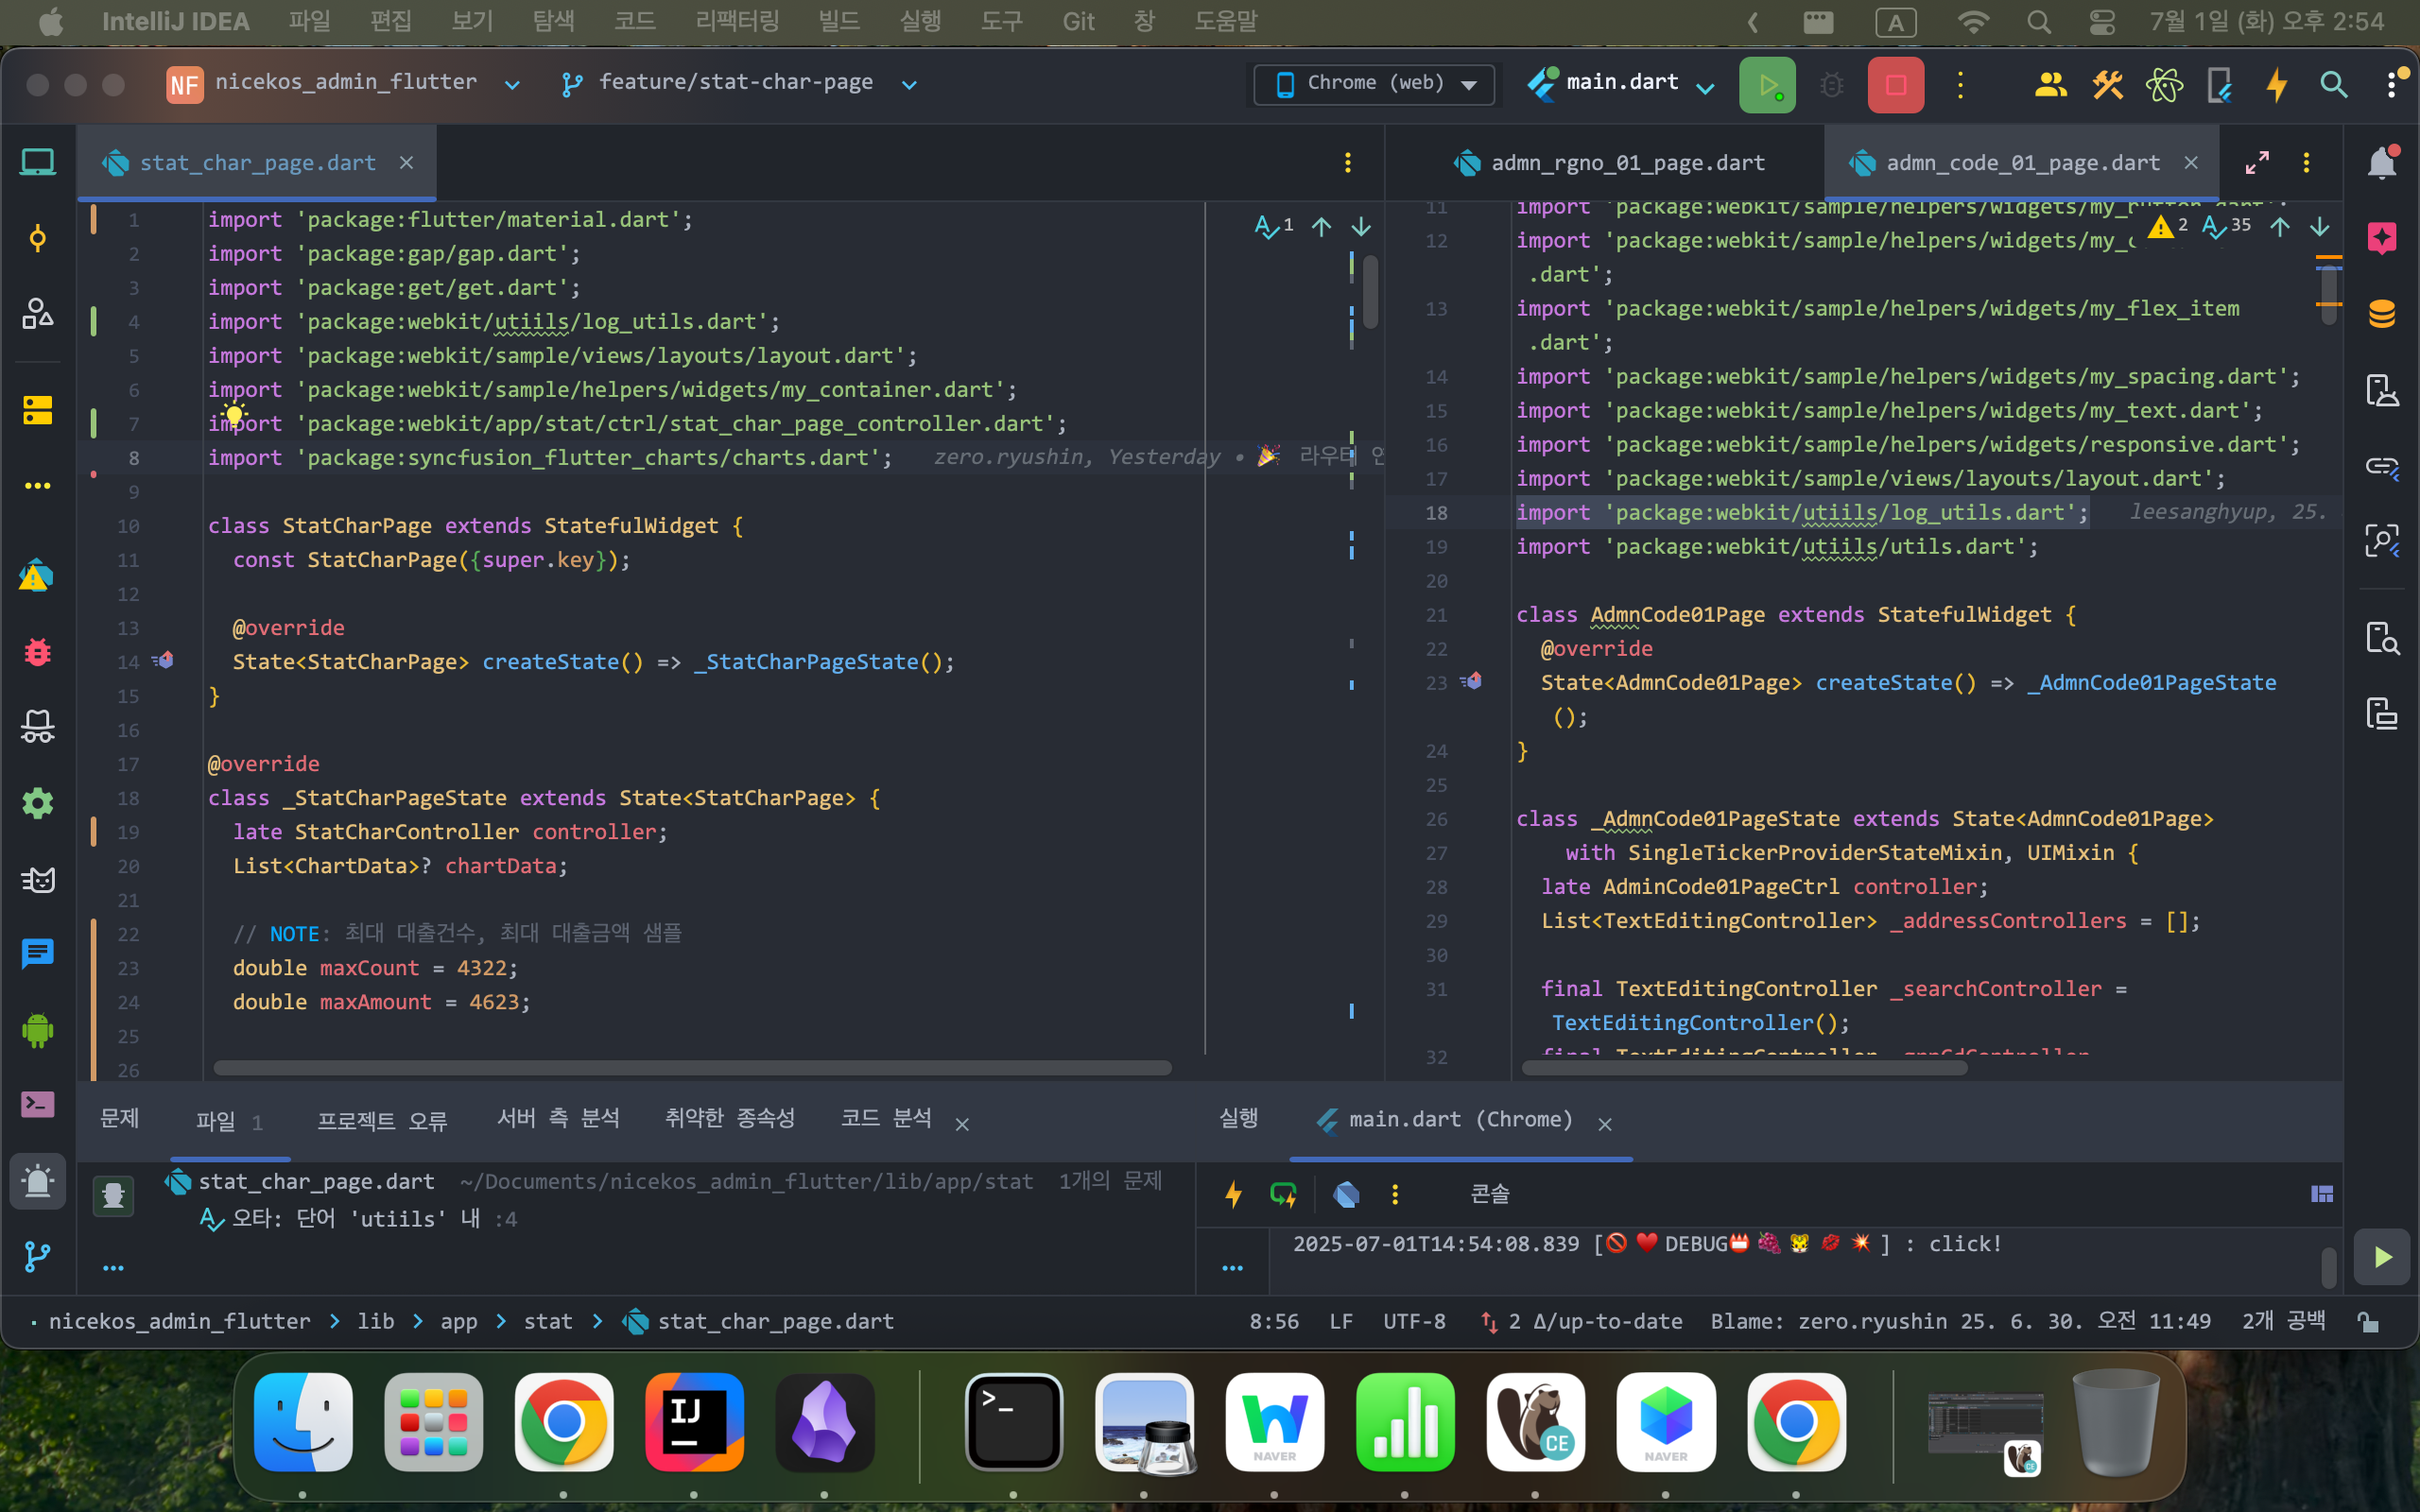 IntelliJ IDEA 파일 편집 보기 탐색 코드 리팩터링 빌드 실행 도구 Git 창 도움말 A 7월 1일 (화) 오후 2:54
NF nicekos_admin_flutter feature/stat-char-page Chrome (web) main.dart
stat_char_page.dart
1 import 'package:flutter/material.dart';
2 import 'package:gap/gap.dart';
3 import 'package:get/get.dart';
4 import 'package:webkit/utiils/log_utils.dart';
5 import 'package:webkit/sample/views/layouts/layout.dart';
6 import 'package:webkit/sample/helpers/widgets/my_container.dart';
7 import 'package:webkit/app/stat/ctrl/stat_char_page_controller.dart';
8 import 'package:syncfusion_flutter_charts/charts.dart'; zero.ryushin, Yesterday • 🎉 라우터
9
10 class StatCharPage extends StatefulWidget {
11 const StatCharPage({super.key});
12
13 @override
14 State<StatCharPage> createState() => _StatCharPageState();
15 }
16
17 @override
18 class _StatCharPageState extends State<StatCharPage> {
19 late StatCharController controller;
20 List<ChartData>? chartData;
21
22 // NOTE: 최대 대출건수, 최대 대출금액 샘플
23 double maxCount = 4322;
24 double maxAmount = 4623;
25
26
1
admn_rgno_01_page.dart admn_code_01_page.dart
2 35
11 import 'package:webkit/sample/helpers/widgets/my_button.dart';
12 import 'package:webkit/sample/helpers/widgets/my_c
.dart';
13 import 'package:webkit/sample/helpers/widgets/my_flex_item
.dart';
14 import 'package:webkit/sample/helpers/widgets/my_spacing.dart';
15 import 'package:webkit/sample/helpers/widgets/my_text.dart';
16 import 'package:webkit/sample/helpers/widgets/responsive.dart';
17 import 'package:webkit/sample/views/layouts/layout.dart';
18 import 'package:webkit/utiils/log_utils.dart'; leesanghyup, 25.
19 import 'package:webkit/utiils/utils.dart';
20
21 class AdmnCode01Page extends StatefulWidget {
22 @override
23 State<AdmnCode01Page> createState() => _AdmnCode01PageState
();
24 }
25
26 class _AdmnCode01PageState extends State<AdmnCode01Page>
27 with SingleTickerProviderStateMixin, UIMixin {
28 late AdminCode01PageCtrl controller;
29 List<TextEditingController> _addressControllers = [];
30
31 final TextEditingController _searchController =
TextEditingController();
32 final TextEditingController _grpCdController
문제 파일 1 프로젝트 오류 서버 측 분석 취약한 종속성 코드 분석
stat_char_page.dart ~/Documents/nicekos_admin_flutter/lib/app/stat 1개의 문제
오타: 단어 'utiils' 내 :4
실행 main.dart (Chrome)
콘솔
2025-07-01T14:54:08.839 [🚫 ♥️ DEBUG📛 🍇 🐯 💋 💥 ] : click!
nicekos_admin_flutter > lib > app > stat > stat_char_page.dart 8:56 LF UTF-8 2 Δ/up-to-date Blame: zero.ryushin 25. 6. 30. 오전 11:49 2개 공백
IJ >_ NAVER CE NAVER